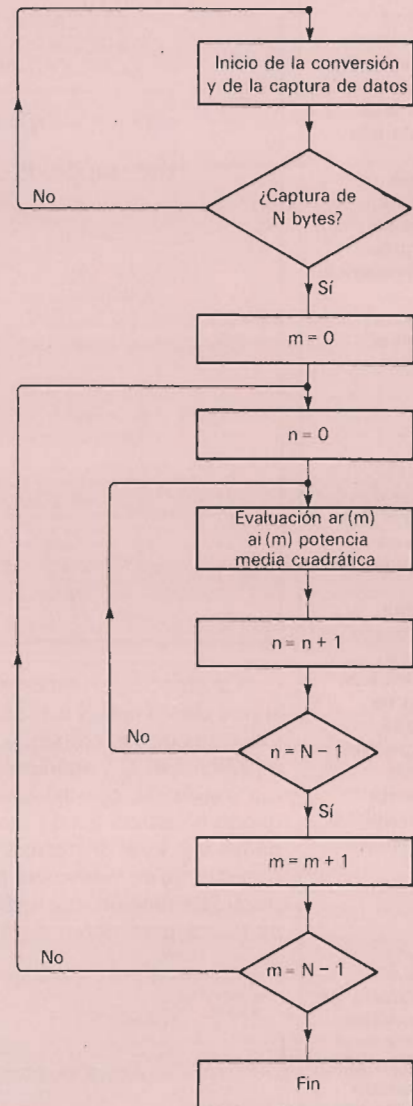 Inicio de la conversión
y de la captura de datos
¿Captura de
N bytes?
No
Sí
m = 0
n = 0
Evaluación ar (m)
ai (m) potencia
media cuadrática
n = n + 1
n = N – 1
No
Sí
m = m + 1
m = N – 1
No
Fin